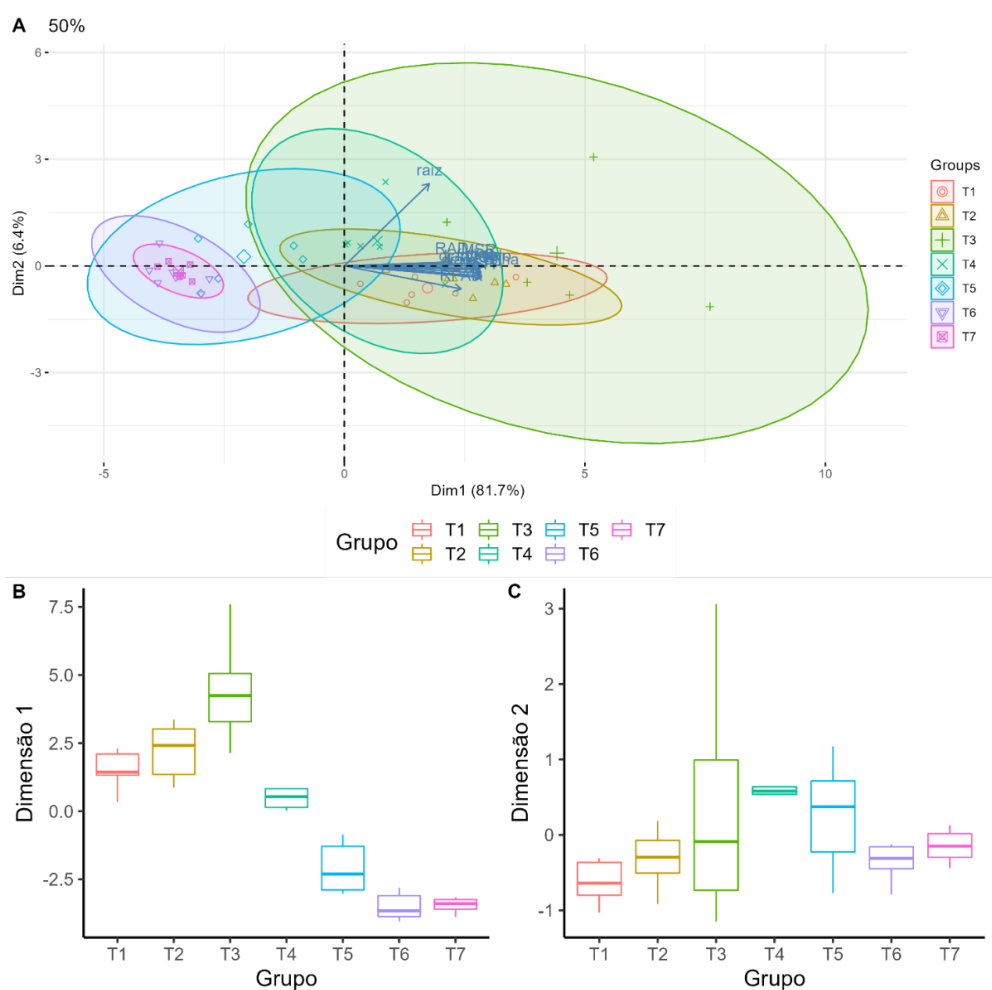 A 50%
6
3
0
-3
Dim2 (6.4%)
-5 0 5 10
Dim1 (81.7%)
raiz
Groups
T1
T2
T3
T4
T5
T6
T7
Grupo
T1 T3 T5 T7
T2 T4 T6
B
7.5
5.0
2.5
0.0
-2.5
Dimensão 1
T1 T2 T3 T4 T5 T6 T7
Grupo
C
3
2
1
0
-1
Dimensão 2
T1 T2 T3 T4 T5 T6 T7
Grupo